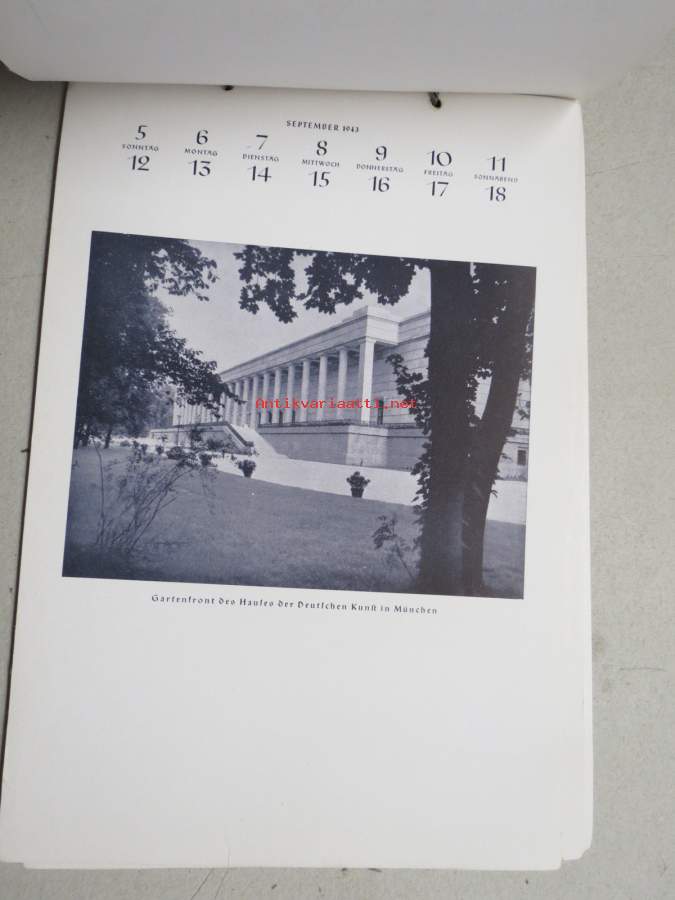 SEPTEMBER 1943
5 6 7 8 9 10 11
SONNTAG MONTAG DIENSTAG MITTWOCH DONNERSTAG FREITAG SONNABEND
12 13 14 15 16 17 18
Antikvariaatti.net
Gartenfront des Hauſes der Deutſchen Kunſt in München